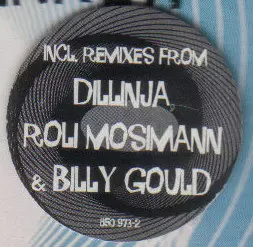 INCL. REMIXES FROM
DILLINJA,
ROLI MOSIMANN
& BILLY GOULD
850 973-2